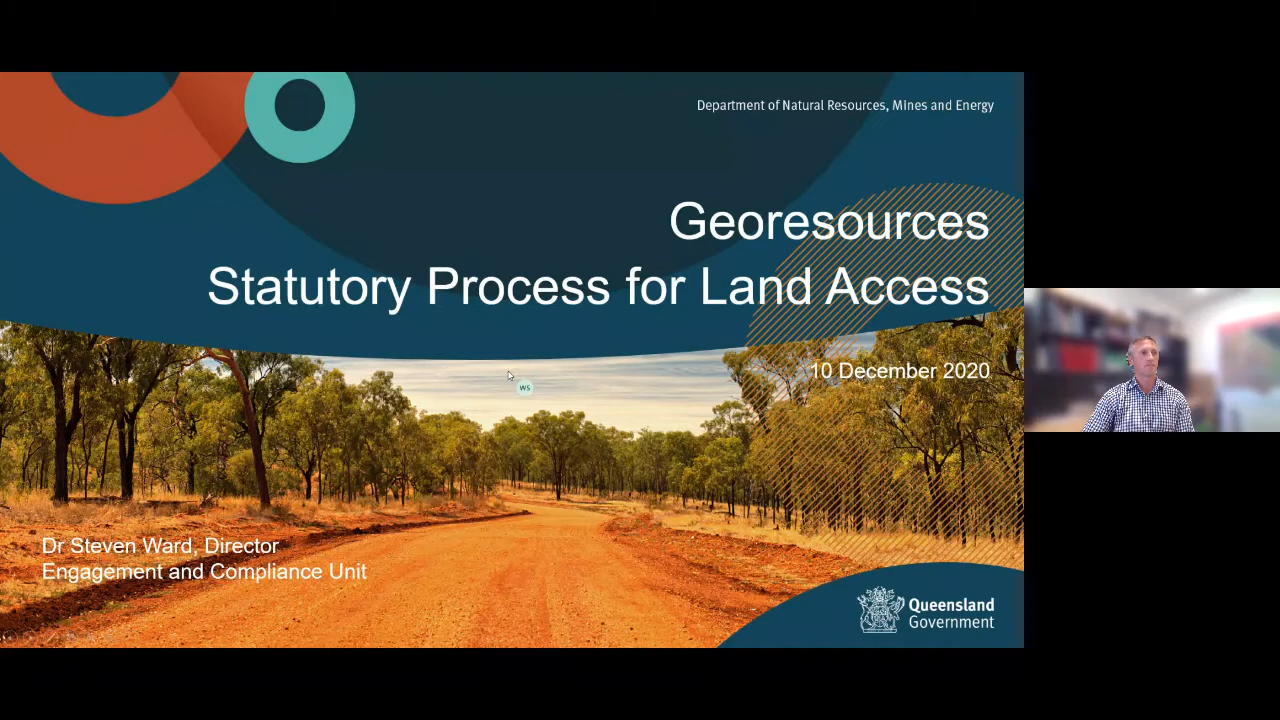 Department of Natural Resources, Mines and Energy
Georesources
Statutory Process for Land Access
10 December 2020
WS
Dr Steven Ward, Director
Engagement and Compliance Unit
Queensland
Government